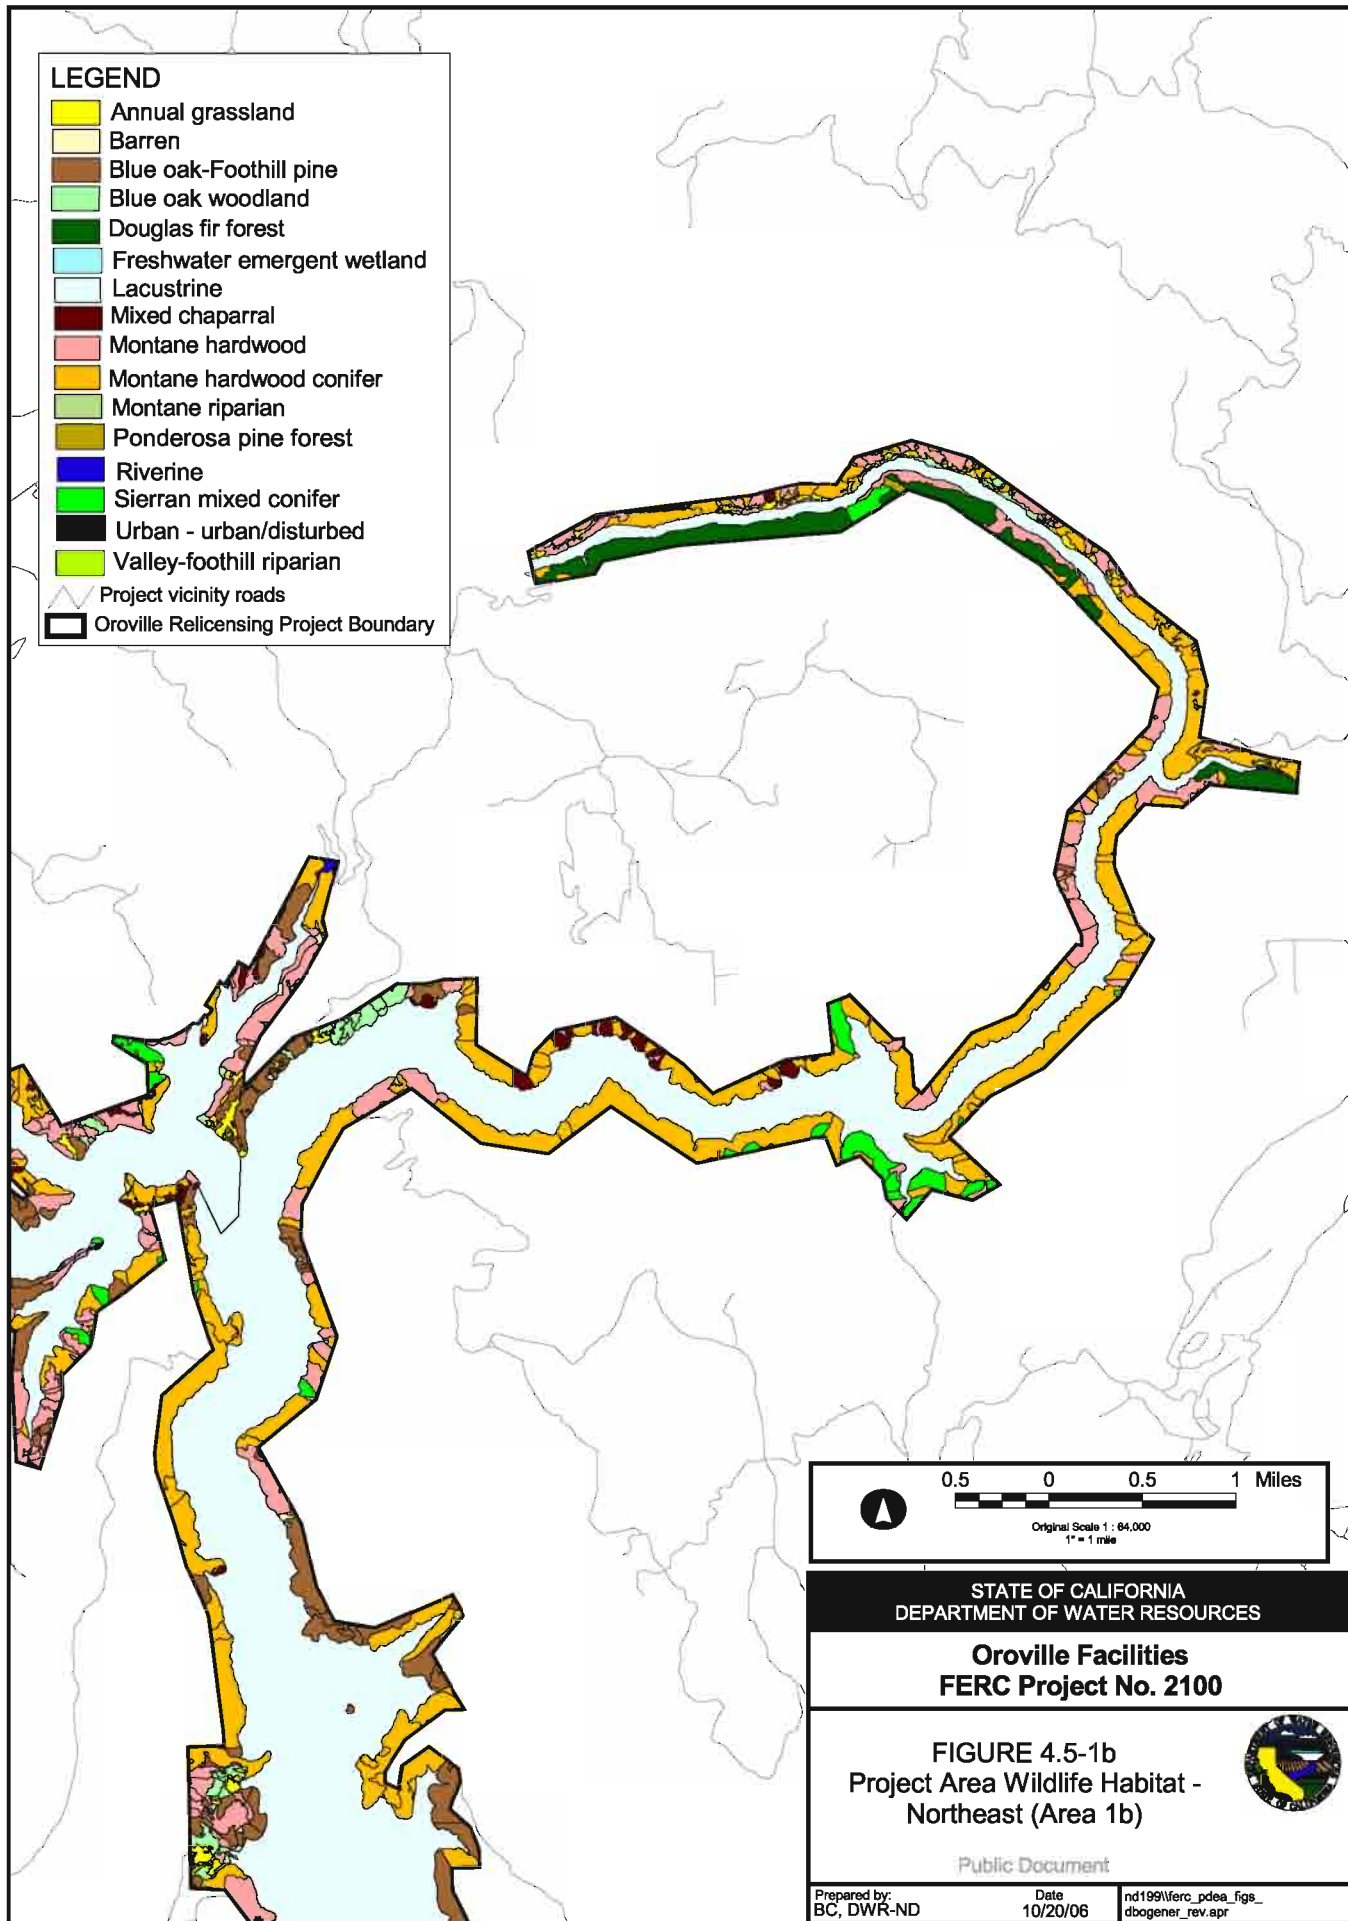 LEGEND
Annual grassland
Barren
Blue oak-Foothill pine
Blue oak woodland
Douglas fir forest
Freshwater emergent wetland
Lacustrine
Mixed chaparral
Montane hardwood
Montane hardwood conifer
Montane riparian
Ponderosa pine forest
Riverine
Sierran mixed conifer
Urban - urban/disturbed
Valley-foothill riparian
Project vicinity roads
Oroville Relicensing Project Boundary
0.5 0 0.5 1 Miles
Original Scale 1 : 64,000
1" = 1 mile
STATE OF CALIFORNIA
DEPARTMENT OF WATER RESOURCES
Oroville Facilities
FERC Project No. 2100
FIGURE 4.5-1b
Project Area Wildlife Habitat -
Northeast (Area 1b)
Public Document
Prepared by:
BC, DWR-ND
Date
10/20/06
nd199\\ferc_pdea_figs_
dbogener_rev.apr